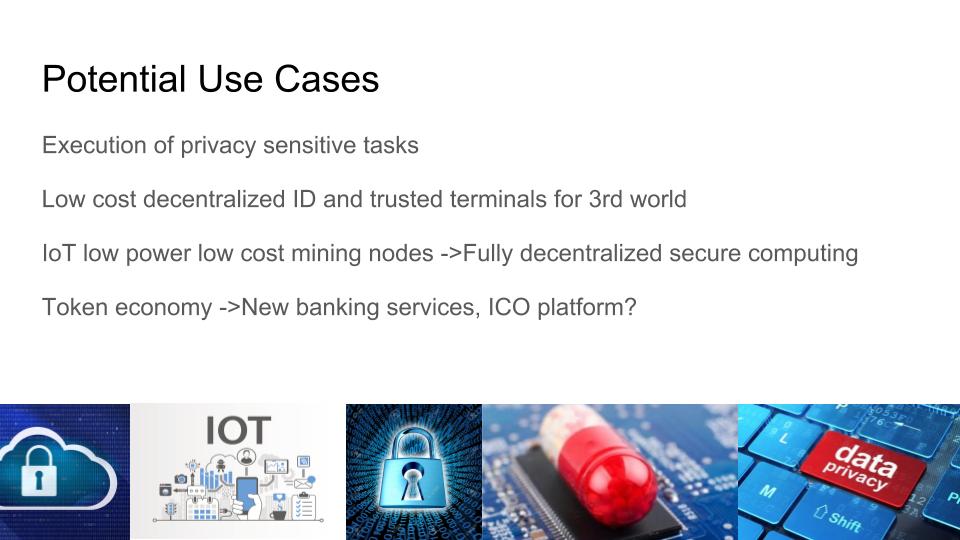 Potential Use Cases
Execution of privacy sensitive tasks
Low cost decentralized ID and trusted terminals for 3rd world
IoT low power low cost mining nodes ->Fully decentralized secure computing
Token economy ->New banking services, ICO platform?
IOT
data
privacy
L
M
Shift
P